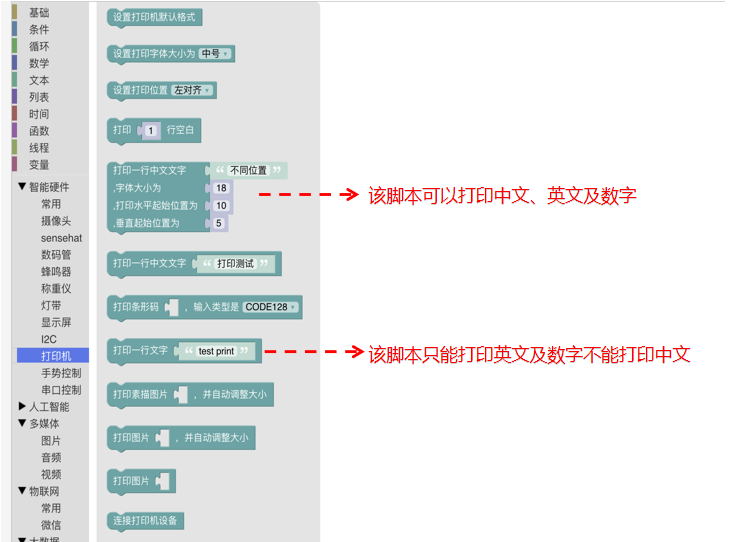 基础
条件
循环
数学
文本
列表
时间
函数
线程
变量
▼智能硬件
常用
摄像头
sensehat
数码管
蜂鸣器
称重仪
灯带
显示屏
I2C
打印机
手势控制
串口控制
▶人工智能
▼多媒体
图片
音频
视频
▼物联网
常用
微信
▼大数据
设置打印机默认格式
设置打印字体大小为 中号
设置打印位置 左对齐
打印 1 行空白
打印一行中文文字 “不同位置”
,字体大小为 18
,打印水平起始位置为 10
,垂直起始位置为 5
打印一行中文文字 “打印测试”
打印条形码 ，输入类型是 CODE128
打印一行文字 “test print”
打印素描图片 ，并自动调整大小
打印图片 ，并自动调整大小
打印图片
连接打印机设备
该脚本可以打印中文、英文及数字
该脚本只能打印英文及数字不能打印中文